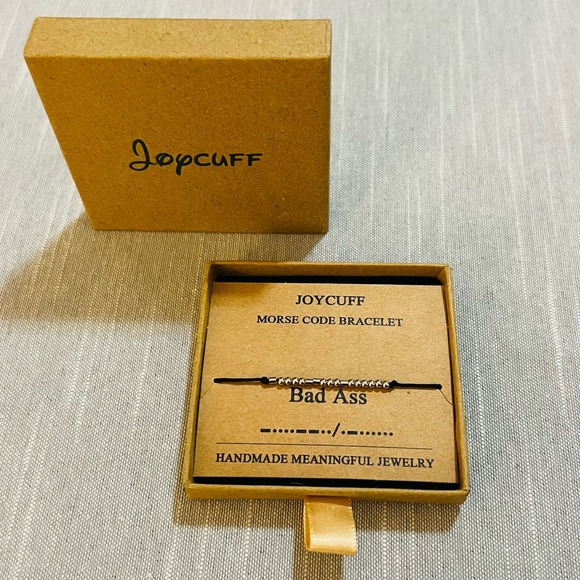 Joycuff
JOYCUFF
MORSE CODE BRACELET
Bad Ass
–····––··/·–······
HANDMADE MEANINGFUL JEWELRY